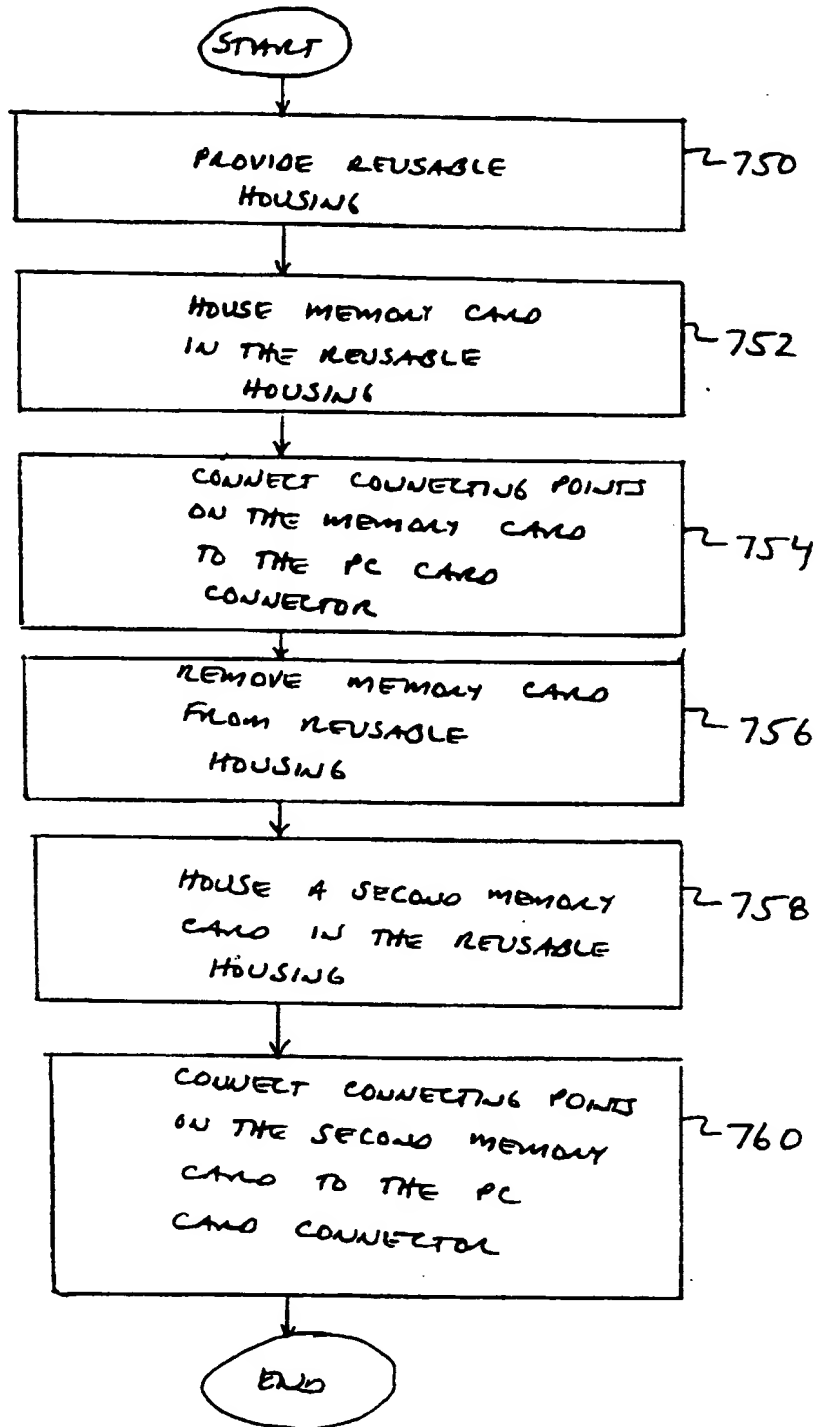 START
PROVIDE REUSABLE
HOUSING
750
HOUSE MEMORY CARD
IN THE REUSABLE
HOUSING
752
CONNECT CONNECTING POINTS
ON THE MEMORY CARD
TO THE PC CARD
CONNECTOR
754
REMOVE MEMORY CARD
FROM REUSABLE
HOUSING
756
HOUSE A SECOND MEMORY
CARD IN THE REUSABLE
HOUSING
758
CONNECT CONNECTING POINTS
ON THE SECOND MEMORY
CARD TO THE PC
CARD CONNECTOR
760
END